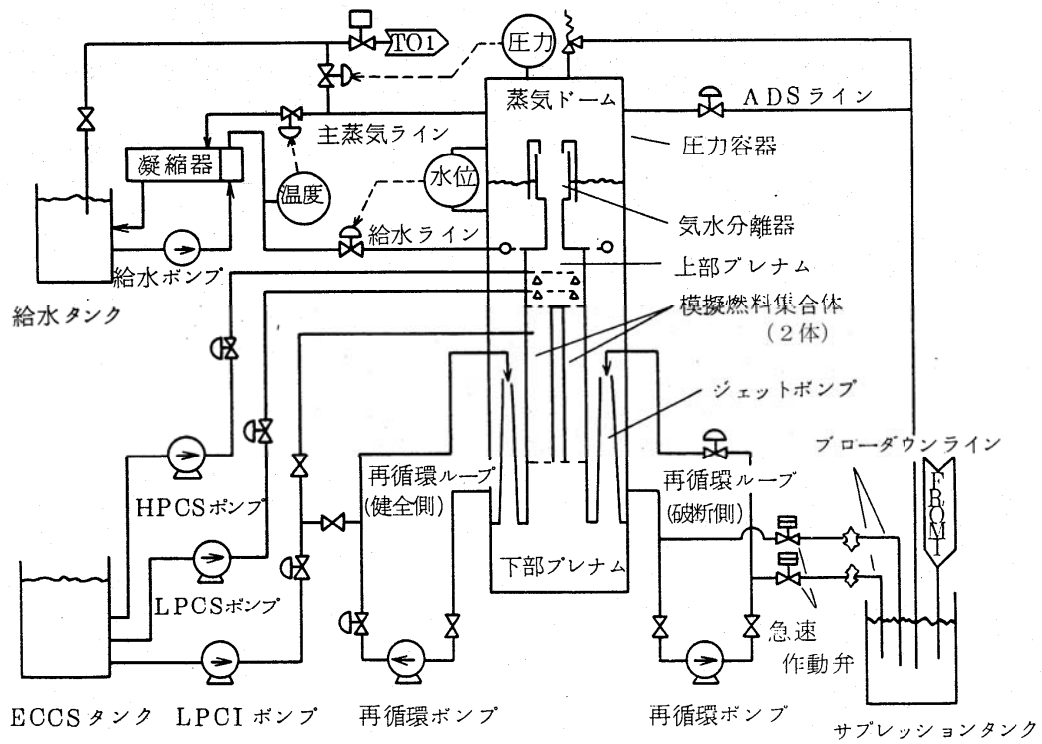 TO1
圧力
蒸気ドーム
ADSライン
主蒸気ライン
圧力容器
凝縮器
水位
温度
気水分離器
給水ライン
給水ポンプ
上部プレナム
給水タンク
模擬燃料集合体
(2体)
ジェットポンプ
ブローダウンライン
再循環ループ
(健全側)
再循環ループ
(破断側)
FROM1
HPCSポンプ
下部プレナム
LPCSポンプ
急速
作動弁
ECCSタンク
LPCIポンプ
再循環ポンプ
再循環ポンプ
サプレッションタンク